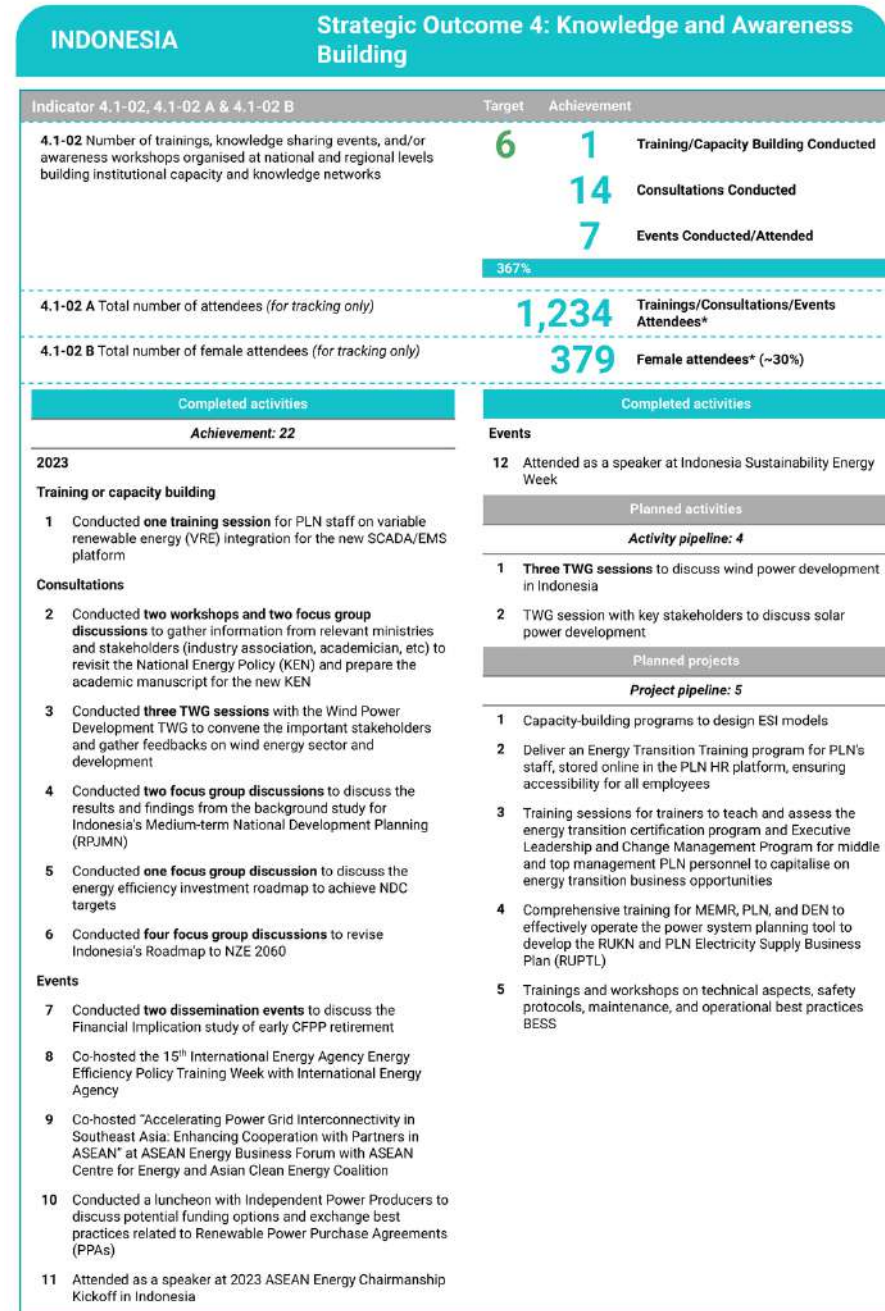 INDONESIA
Strategic Outcome 4: Knowledge and Awareness
Building
Indicator 4.1-02, 4.1-02 A & 4.1-02 B
Target
Achievement
4.1-02 Number of trainings, knowledge sharing events, and/or
awareness workshops organised at national and regional levels
building institutional capacity and knowledge networks
6
1
Training/Capacity Building Conducted
14
Consultations Conducted
7
Events Conducted/Attended
367%
4.1-02 A Total number of attendees (for tracking only)
1,234
Trainings/Consultations/Events
Attendees*
4.1-02 B Total number of female attendees (for tracking only)
379
Female attendees* (~30%)
Completed activities
Achievement: 22
2023
Training or capacity building
1 Conducted one training session for PLN staff on variable
renewable energy (VRE) integration for the new SCADA/EMS
platform
Consultations
2 Conducted two workshops and two focus group
discussions to gather information from relevant ministries
and stakeholders (industry association, academician, etc) to
revisit the National Energy Policy (KEN) and prepare the
academic manuscript for the new KEN
3 Conducted three TWG sessions with the Wind Power
Development TWG to convene the important stakeholders
and gather feedbacks on wind energy sector and
development
4 Conducted two focus group discussions to discuss the
results and findings from the background study for
Indonesia's Medium-term National Development Planning
(RPJMN)
5 Conducted one focus group discussion to discuss the
energy efficiency investment roadmap to achieve NDC
targets
6 Conducted four focus group discussions to revise
Indonesia's Roadmap to NZE 2060
Events
7 Conducted two dissemination events to discuss the
Financial Implication study of early CFPP retirement
8 Co-hosted the 15th International Energy Agency Energy
Efficiency Policy Training Week with International Energy
Agency
9 Co-hosted "Accelerating Power Grid Interconnectivity in
Southeast Asia: Enhancing Cooperation with Partners in
ASEAN" at ASEAN Energy Business Forum with ASEAN
Centre for Energy and Asian Clean Energy Coalition
10 Conducted a luncheon with Independent Power Producers to
discuss potential funding options and exchange best
practices related to Renewable Power Purchase Agreements
(PPAs)
11 Attended as a speaker at 2023 ASEAN Energy Chairmanship
Kickoff in Indonesia
Completed activities
Events
12 Attended as a speaker at Indonesia Sustainability Energy
Week
Planned activities
Activity pipeline: 4
1 Three TWG sessions to discuss wind power development
in Indonesia
2 TWG session with key stakeholders to discuss solar
power development
Planned projects
Project pipeline: 5
1 Capacity-building programs to design ESI models
2 Deliver an Energy Transition Training program for PLN's
staff, stored online in the PLN HR platform, ensuring
accessibility for all employees
3 Training sessions for trainers to teach and assess the
energy transition certification program and Executive
Leadership and Change Management Program for middle
and top management PLN personnel to capitalise on
energy transition business opportunities
4 Comprehensive training for MEMR, PLN, and DEN to
effectively operate the power system planning tool to
develop the RUKN and PLN Electricity Supply Business
Plan (RUPTL)
5 Trainings and workshops on technical aspects, safety
protocols, maintenance, and operational best practices
BESS